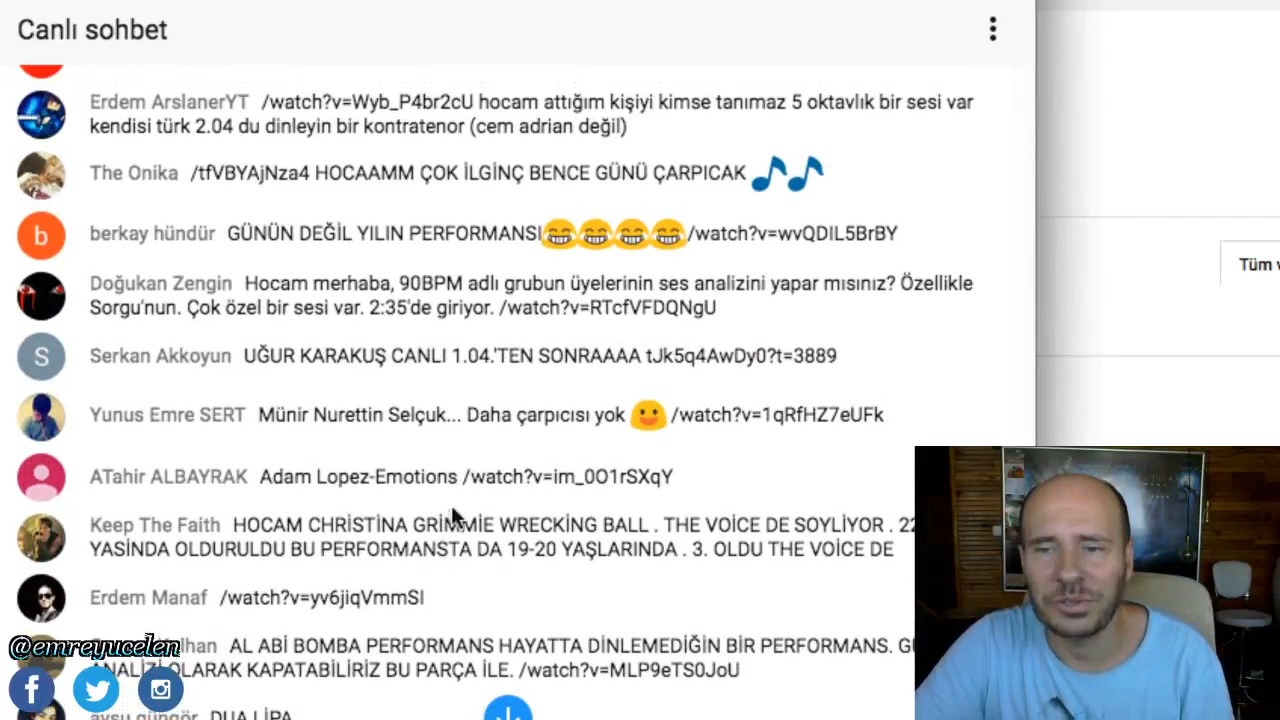 Canlı sohbet
Erdem ArslanerYT /watch?v=Wyb_P4br2cU hocam attığım kişiyi kimse tanımaz 5 oktavlık bir sesi var
kendisi türk 2.04 du dinleyin bir kontratenor (cem adrian değil)
The Onika /tfVBYAjNza4 HOCAAMM ÇOK İLGİNÇ BENCE GÜNÜ ÇARPICAK
b berkay hündür GÜNÜN DEĞİL YILIN PERFORMANSI /watch?v=wvQDIL5BrBY
Doğukan Zengin Hocam merhaba, 90BPM adlı grubun üyelerinin ses analizini yapar mısınız? Özellikle
Sorgu'nun. Çok özel bir sesi var. 2:35'de giriyor. /watch?v=RTcfVFDQNgU
Tüm
S Serkan Akkoyun UĞUR KARAKUŞ CANLI 1.04.'TEN SONRAAAA tJk5q4AwDy0?t=3889
Yunus Emre SERT Münir Nurettin Selçuk... Daha çarpıcısı yok /watch?v=1qRfHZ7eUFk
ATahir ALBAYRAK Adam Lopez-Emotions /watch?v=im_0O1rSXqY
Keep The Faith HOCAM CHRİSTİNA GRİMMİE WRECKİNG BALL . THE VOİCE DE SOYLİYOR . 22
YASİNDA OLDURULDU BU PERFORMANSTA DA 19-20 YAŞLARINDA . 3. OLDU THE VOİCE DE
Erdem Manaf /watch?v=yv6jiqVmmSI
@emreyucelen
AL ABİ BOMBA PERFORMANS HAYATTA DİNLEMEDİĞİN BİR PERFORMANS.
ANALİZİ OLARAK KAPATABİLİRİZ BU PARÇA İLE. /watch?v=MLP9eTS0JoU
aysu güngör DUA LİPA